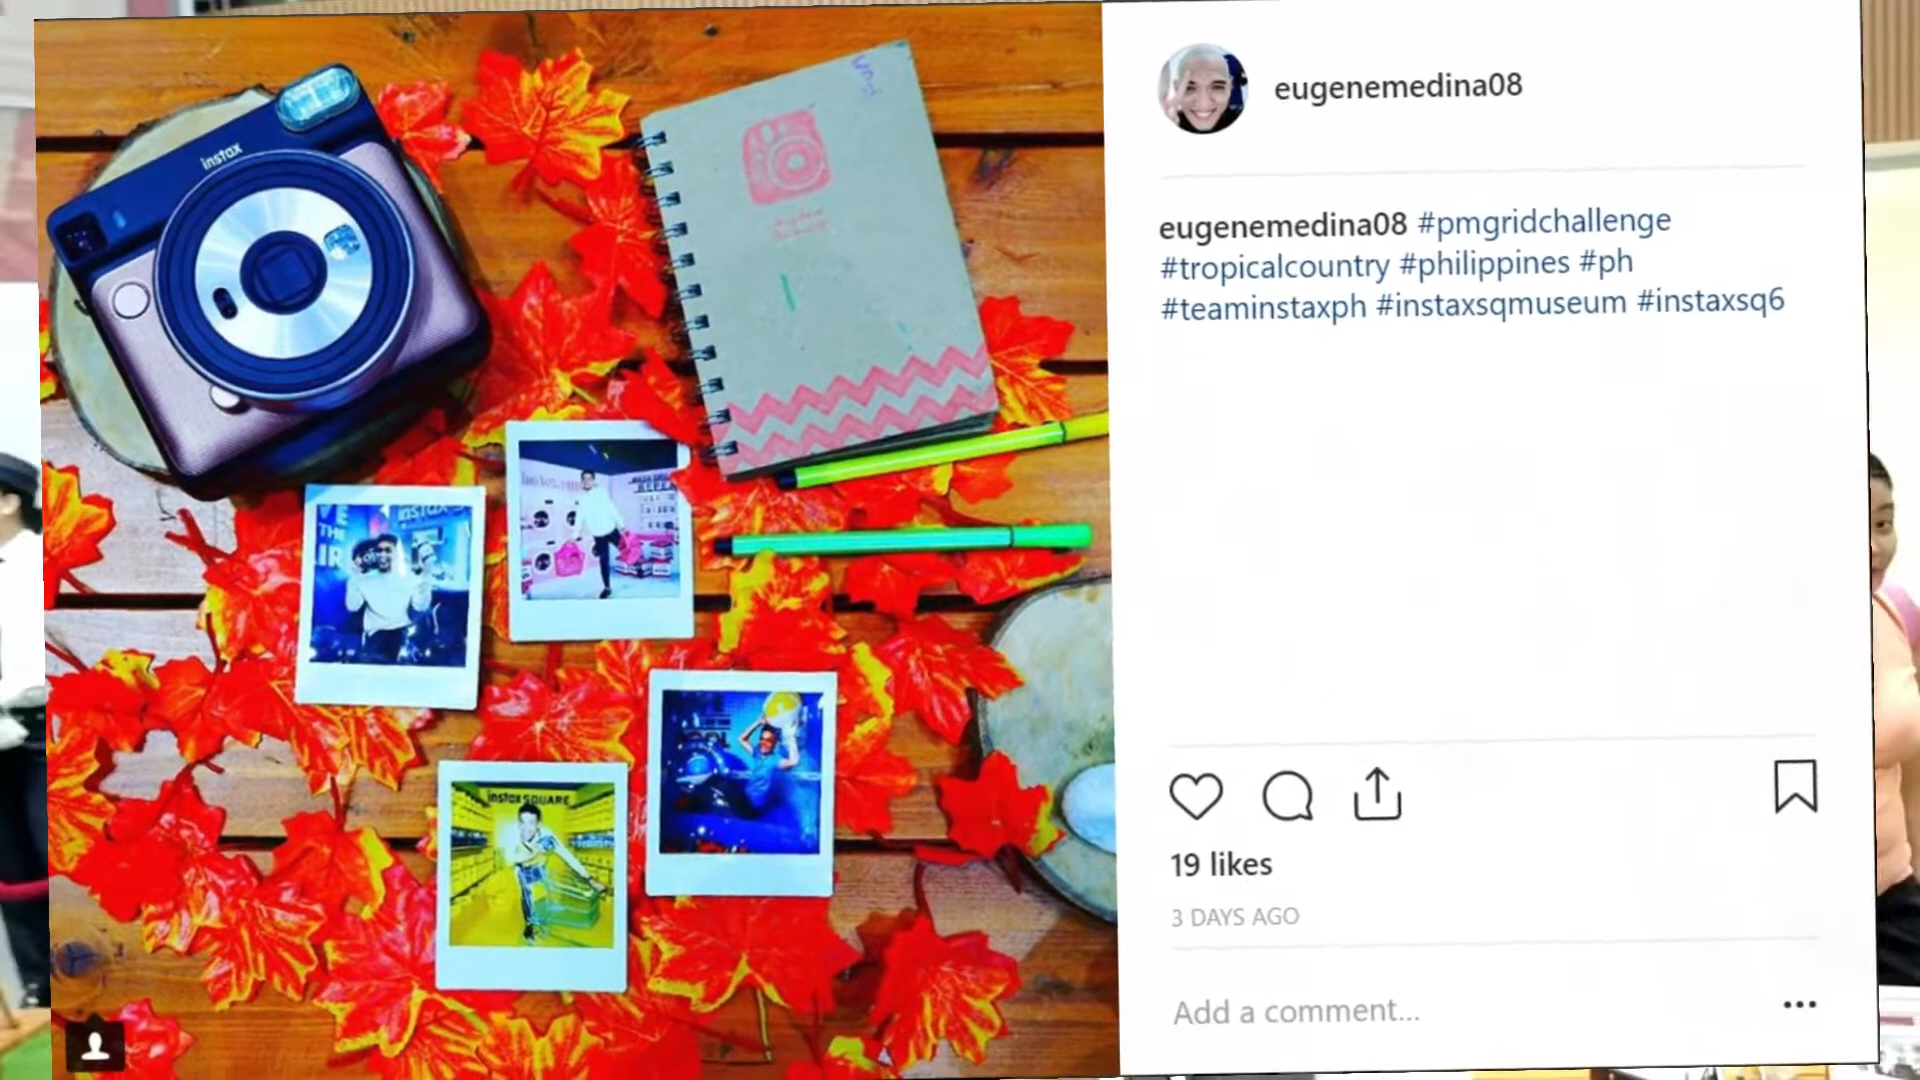 instax
eugenemedina08
eugenemedina08 #pmgridchallenge
#tropicalcountry #philippines #ph
#teaminstaxph #instaxsqmuseum #instaxsq6
THE
instax SQUARE
19 likes
3 DAYS AGO
Add a comment...